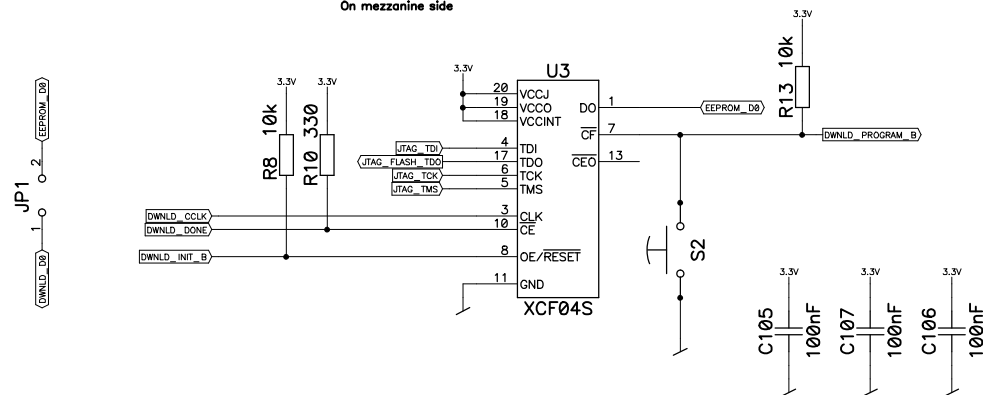 On mezzanine side
3.3V
R13 10k
EEPROM_D0
2
JP1
1
DWNLD_D0
3.3V
R8 10k
3.3V
R10 330
3.3V
U3
20 VCCJ
19 VCCO
18 VCCINT
4 TDI
17 TDO
6 TCK
5 TMS
3 CLK
10 CE
8 OE/RESET
11 GND
DO 1
CF 7
CEO 13
XCF04S
JTAG_TDI
JTAG_FLASH_TDO
JTAG_TCK
JTAG_TMS
DWNLD_CCLK
DWNLD_DONE
DWNLD_INIT_B
EEPROM_D0
DWNLD_PROGRAM_B
S2
3.3V
C105 100nF
3.3V
C107 100nF
3.3V
C106 100nF